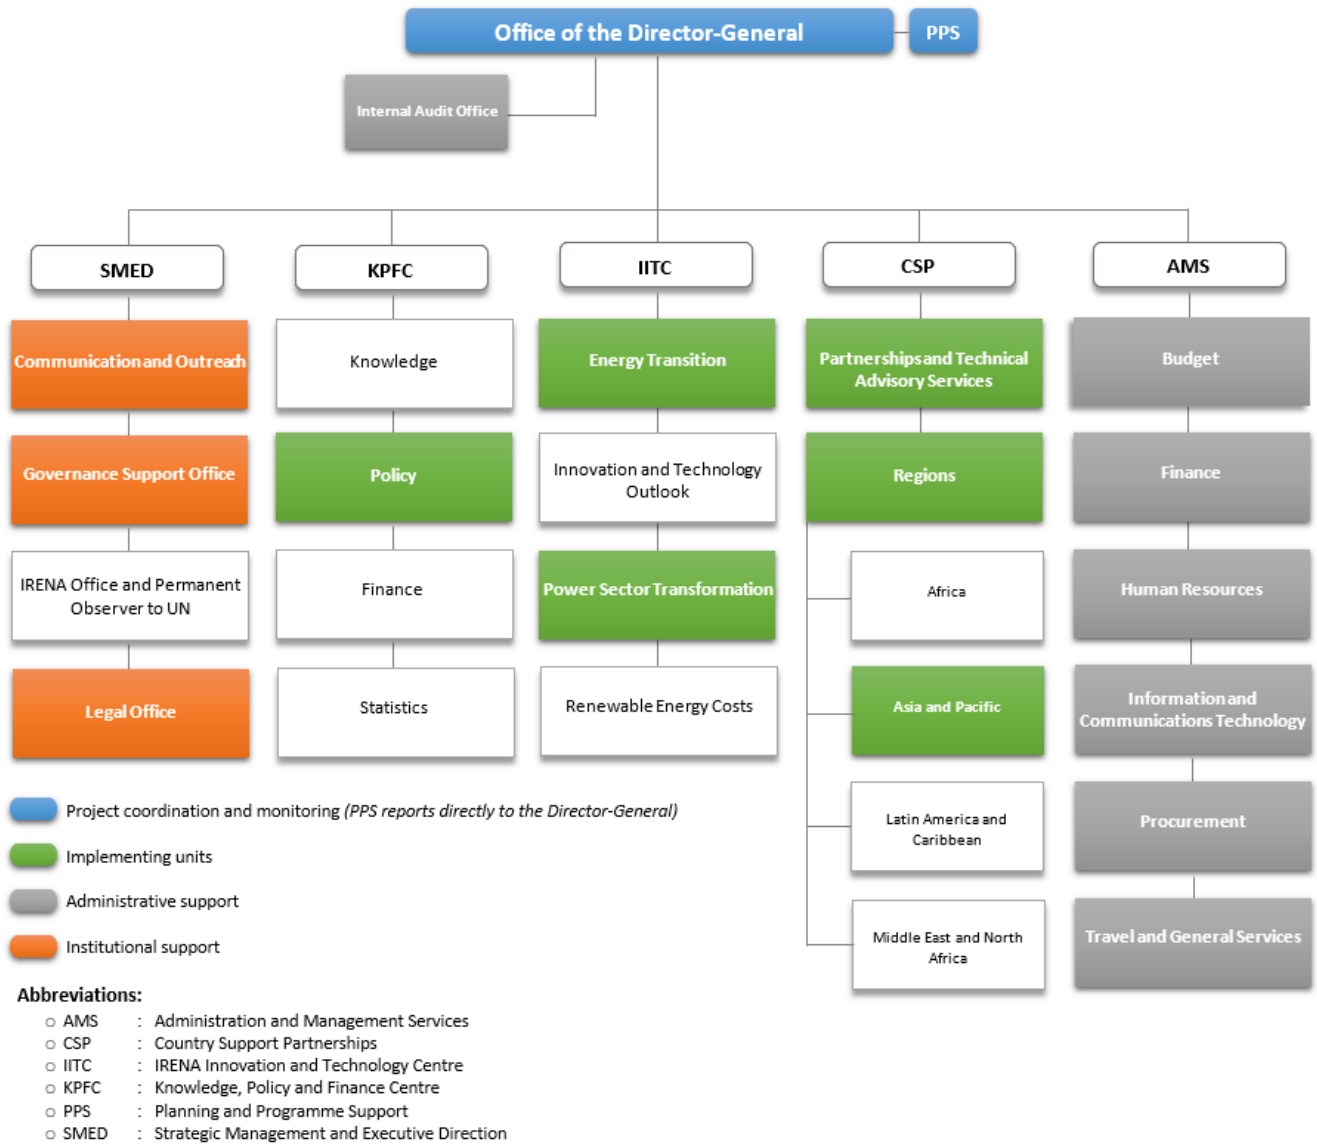 Office of the Director-General
PPS
Internal Audit Office
SMED
KPFC
IITC
CSP
AMS
Communication and Outreach
Knowledge
Energy Transition
Partnerships and Technical
Advisory Services
Budget
Governance Support Office
Policy
Innovation and Technology
Outlook
Regions
Finance
IRENA Office and Permanent
Observer to UN
Finance
Power Sector Transformation
Africa
Human Resources
Legal Office
Statistics
Renewable Energy Costs
Asia and Pacific
Information and
Communications Technology
Latin America and
Caribbean
Procurement
Middle East and North
Africa
Travel and General Services
Project coordination and monitoring (PPS reports directly to the Director-General)
Implementing units
Administrative support
Institutional support
Abbreviations:
○ AMS : Administration and Management Services
○ CSP : Country Support Partnerships
○ IITC : IRENA Innovation and Technology Centre
○ KPFC : Knowledge, Policy and Finance Centre
○ PPS : Planning and Programme Support
○ SMED : Strategic Management and Executive Direction